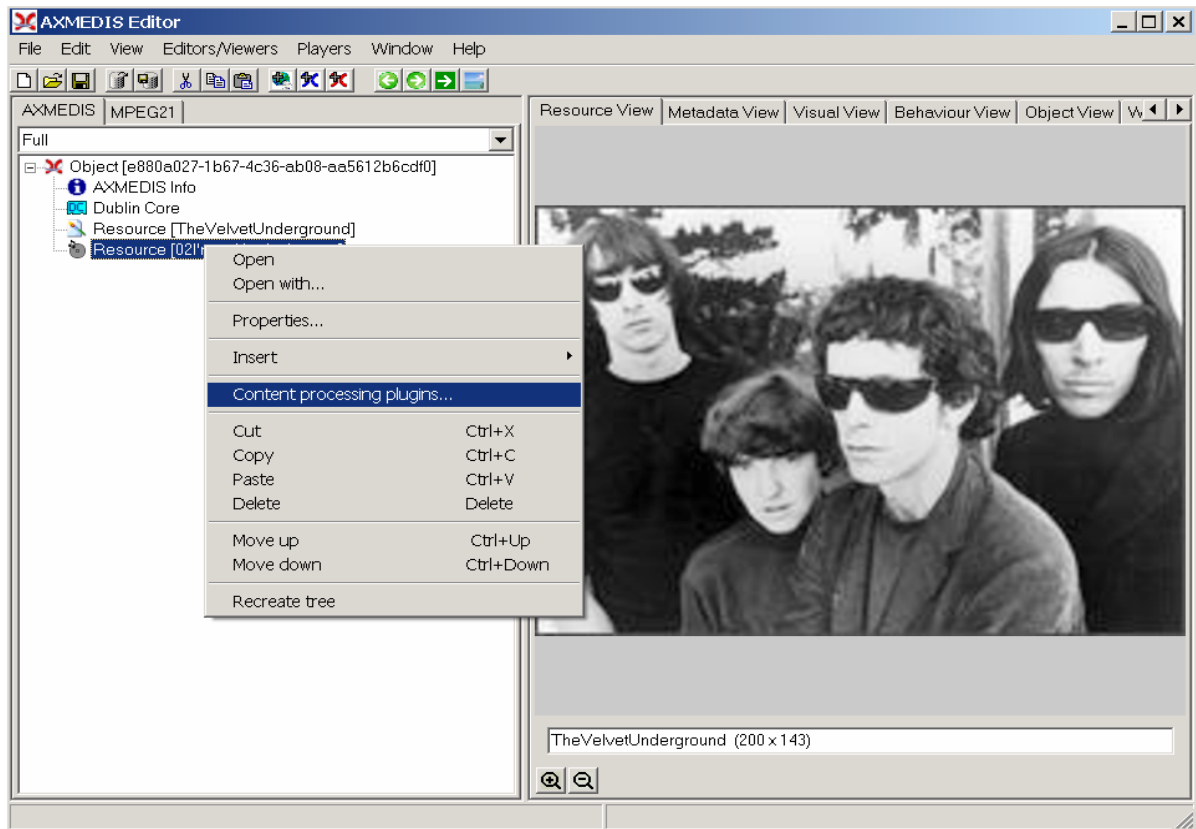 AXMEDIS Editor
File Edit View Editors/Viewers Players Window Help
AXMEDIS MPEG21
Resource View Metadata View Visual View Behaviour View Object View
Full
Object [e880a027-1b67-4c36-ab08-aa5612b6cdf0]
AXMEDIS Info
DC Dublin Core
Resource [TheVelvetUnderground]
Resource [02I'
Open
Open with...
Properties...
Insert
Content processing plugins...
Cut Ctrl+X
Copy Ctrl+C
Paste Ctrl+V
Delete Delete
Move up Ctrl+Up
Move down Ctrl+Down
Recreate tree
TheVelvetUnderground (200 x 143)